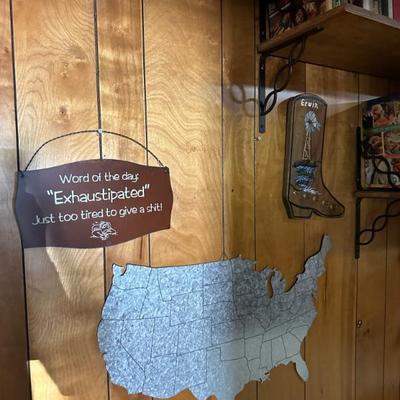 Word of the day:
"Exhaustipated"
Just too tired to give a shit!
Erwin